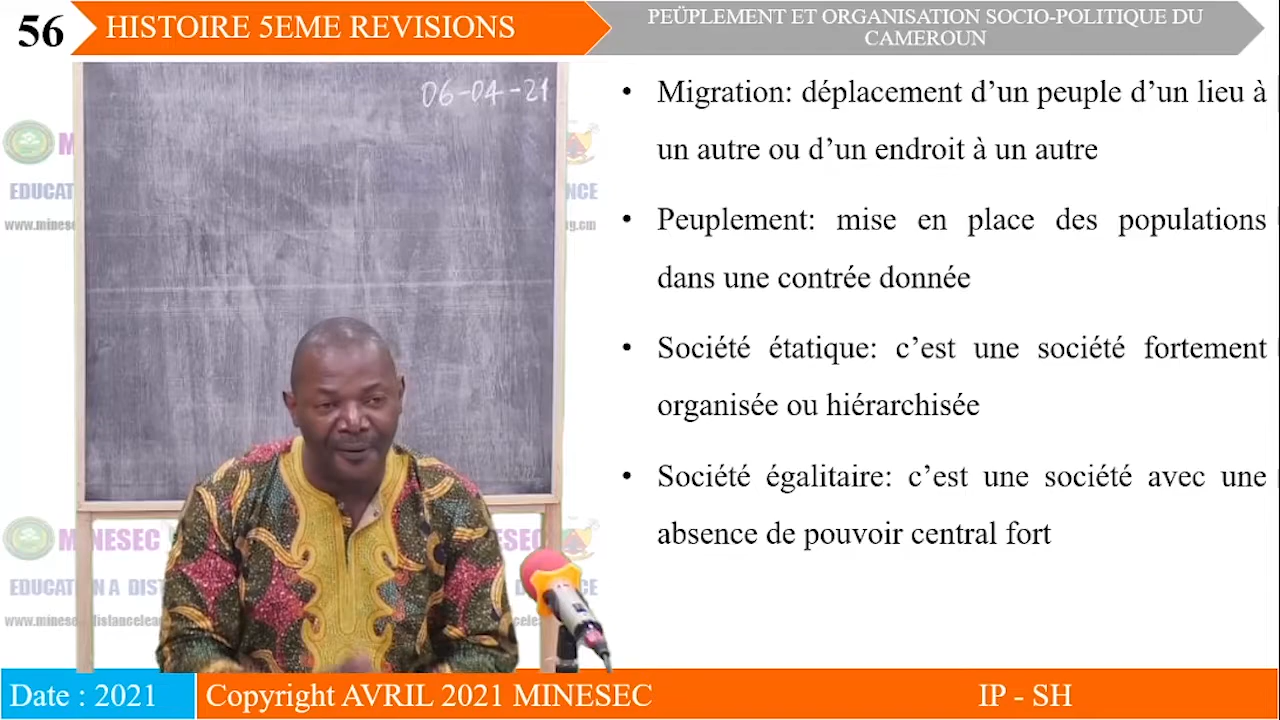 56
HISTOIRE 5EME REVISIONS
PEÜPLEMENT ET ORGANISATION SOCIO-POLITIQUE DU
CAMEROUN
06-04-21
• Migration: déplacement d’un peuple d’un lieu à
un autre ou d’un endroit à un autre
• Peuplement: mise en place des populations
dans une contrée donnée
• Société étatique: c’est une société fortement
organisée ou hiérarchisée
• Société égalitaire: c’est une société avec une
absence de pouvoir central fort
MINESEC
Date : 2021
Copyright AVRIL 2021 MINESEC
IP - SH